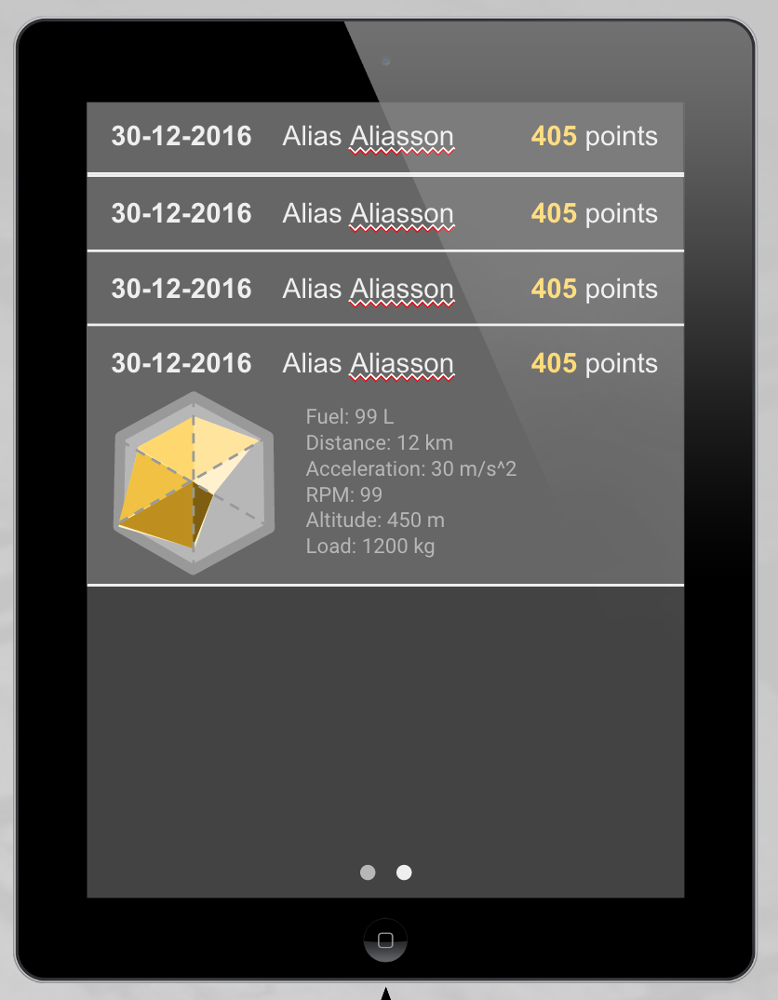 30-12-2016 Alias Aliasson 405 points
30-12-2016 Alias Aliasson 405 points
30-12-2016 Alias Aliasson 405 points
30-12-2016 Alias Aliasson 405 points
Fuel: 99 L
Distance: 12 km
Acceleration: 30 m/s^2
RPM: 99
Altitude: 450 m
Load: 1200 kg